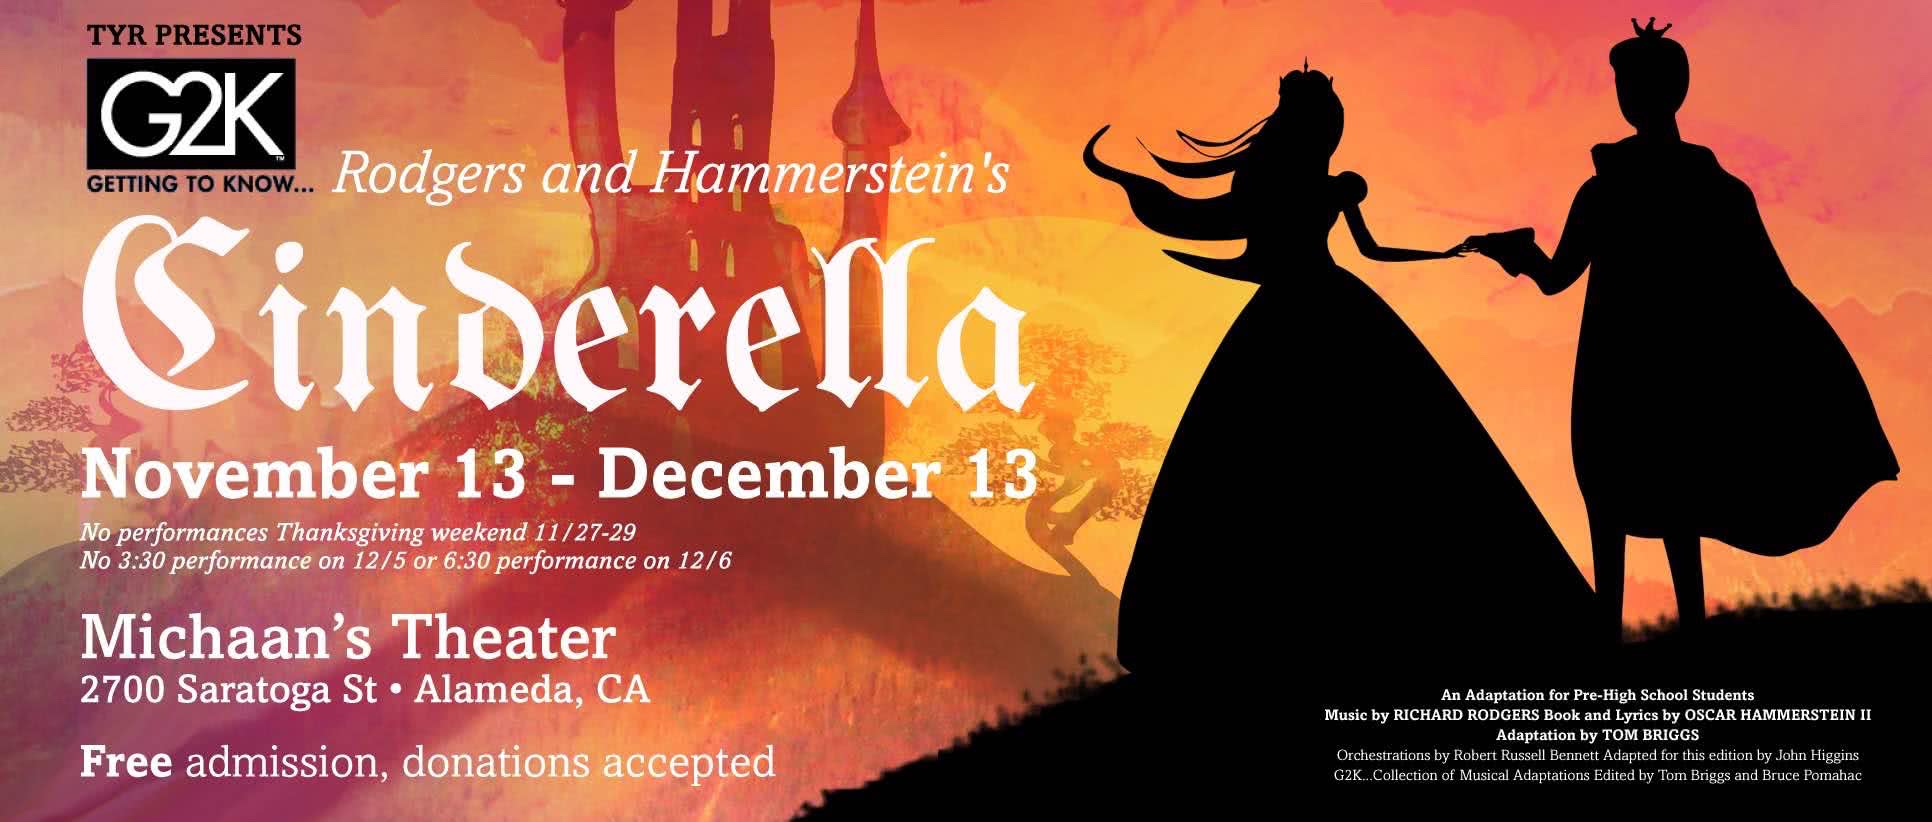 TYR PRESENTS
G2K™
GETTING TO KNOW...
Rodgers and Hammerstein's
Cinderella
November 13 - December 13
No performances Thanksgiving weekend 11/27-29
No 3:30 performance on 12/5 or 6:30 performance on 12/6
Michaan’s Theater
2700 Saratoga St • Alameda, CA
Free admission, donations accepted
An Adaptation for Pre-High School Students
Music by RICHARD RODGERS Book and Lyrics by OSCAR HAMMERSTEIN II
Adaptation by TOM BRIGGS
Orchestrations by Robert Russell Bennett Adapted for this edition by John Higgins
G2K...Collection of Musical Adaptations Edited by Tom Briggs and Bruce Pomahac